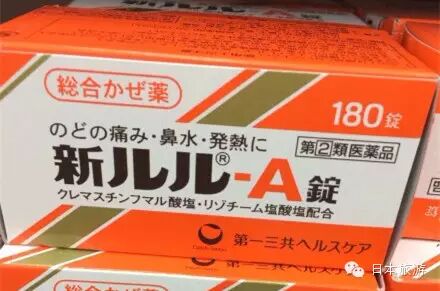 総合かぜ薬
180錠
のどの痛み・鼻水・発熱に
指定②類医薬品
新ルル®-A錠
クレマスチンフマル酸塩・リゾチーム塩酸塩配合
第一三共ヘルスケア
日本旅游